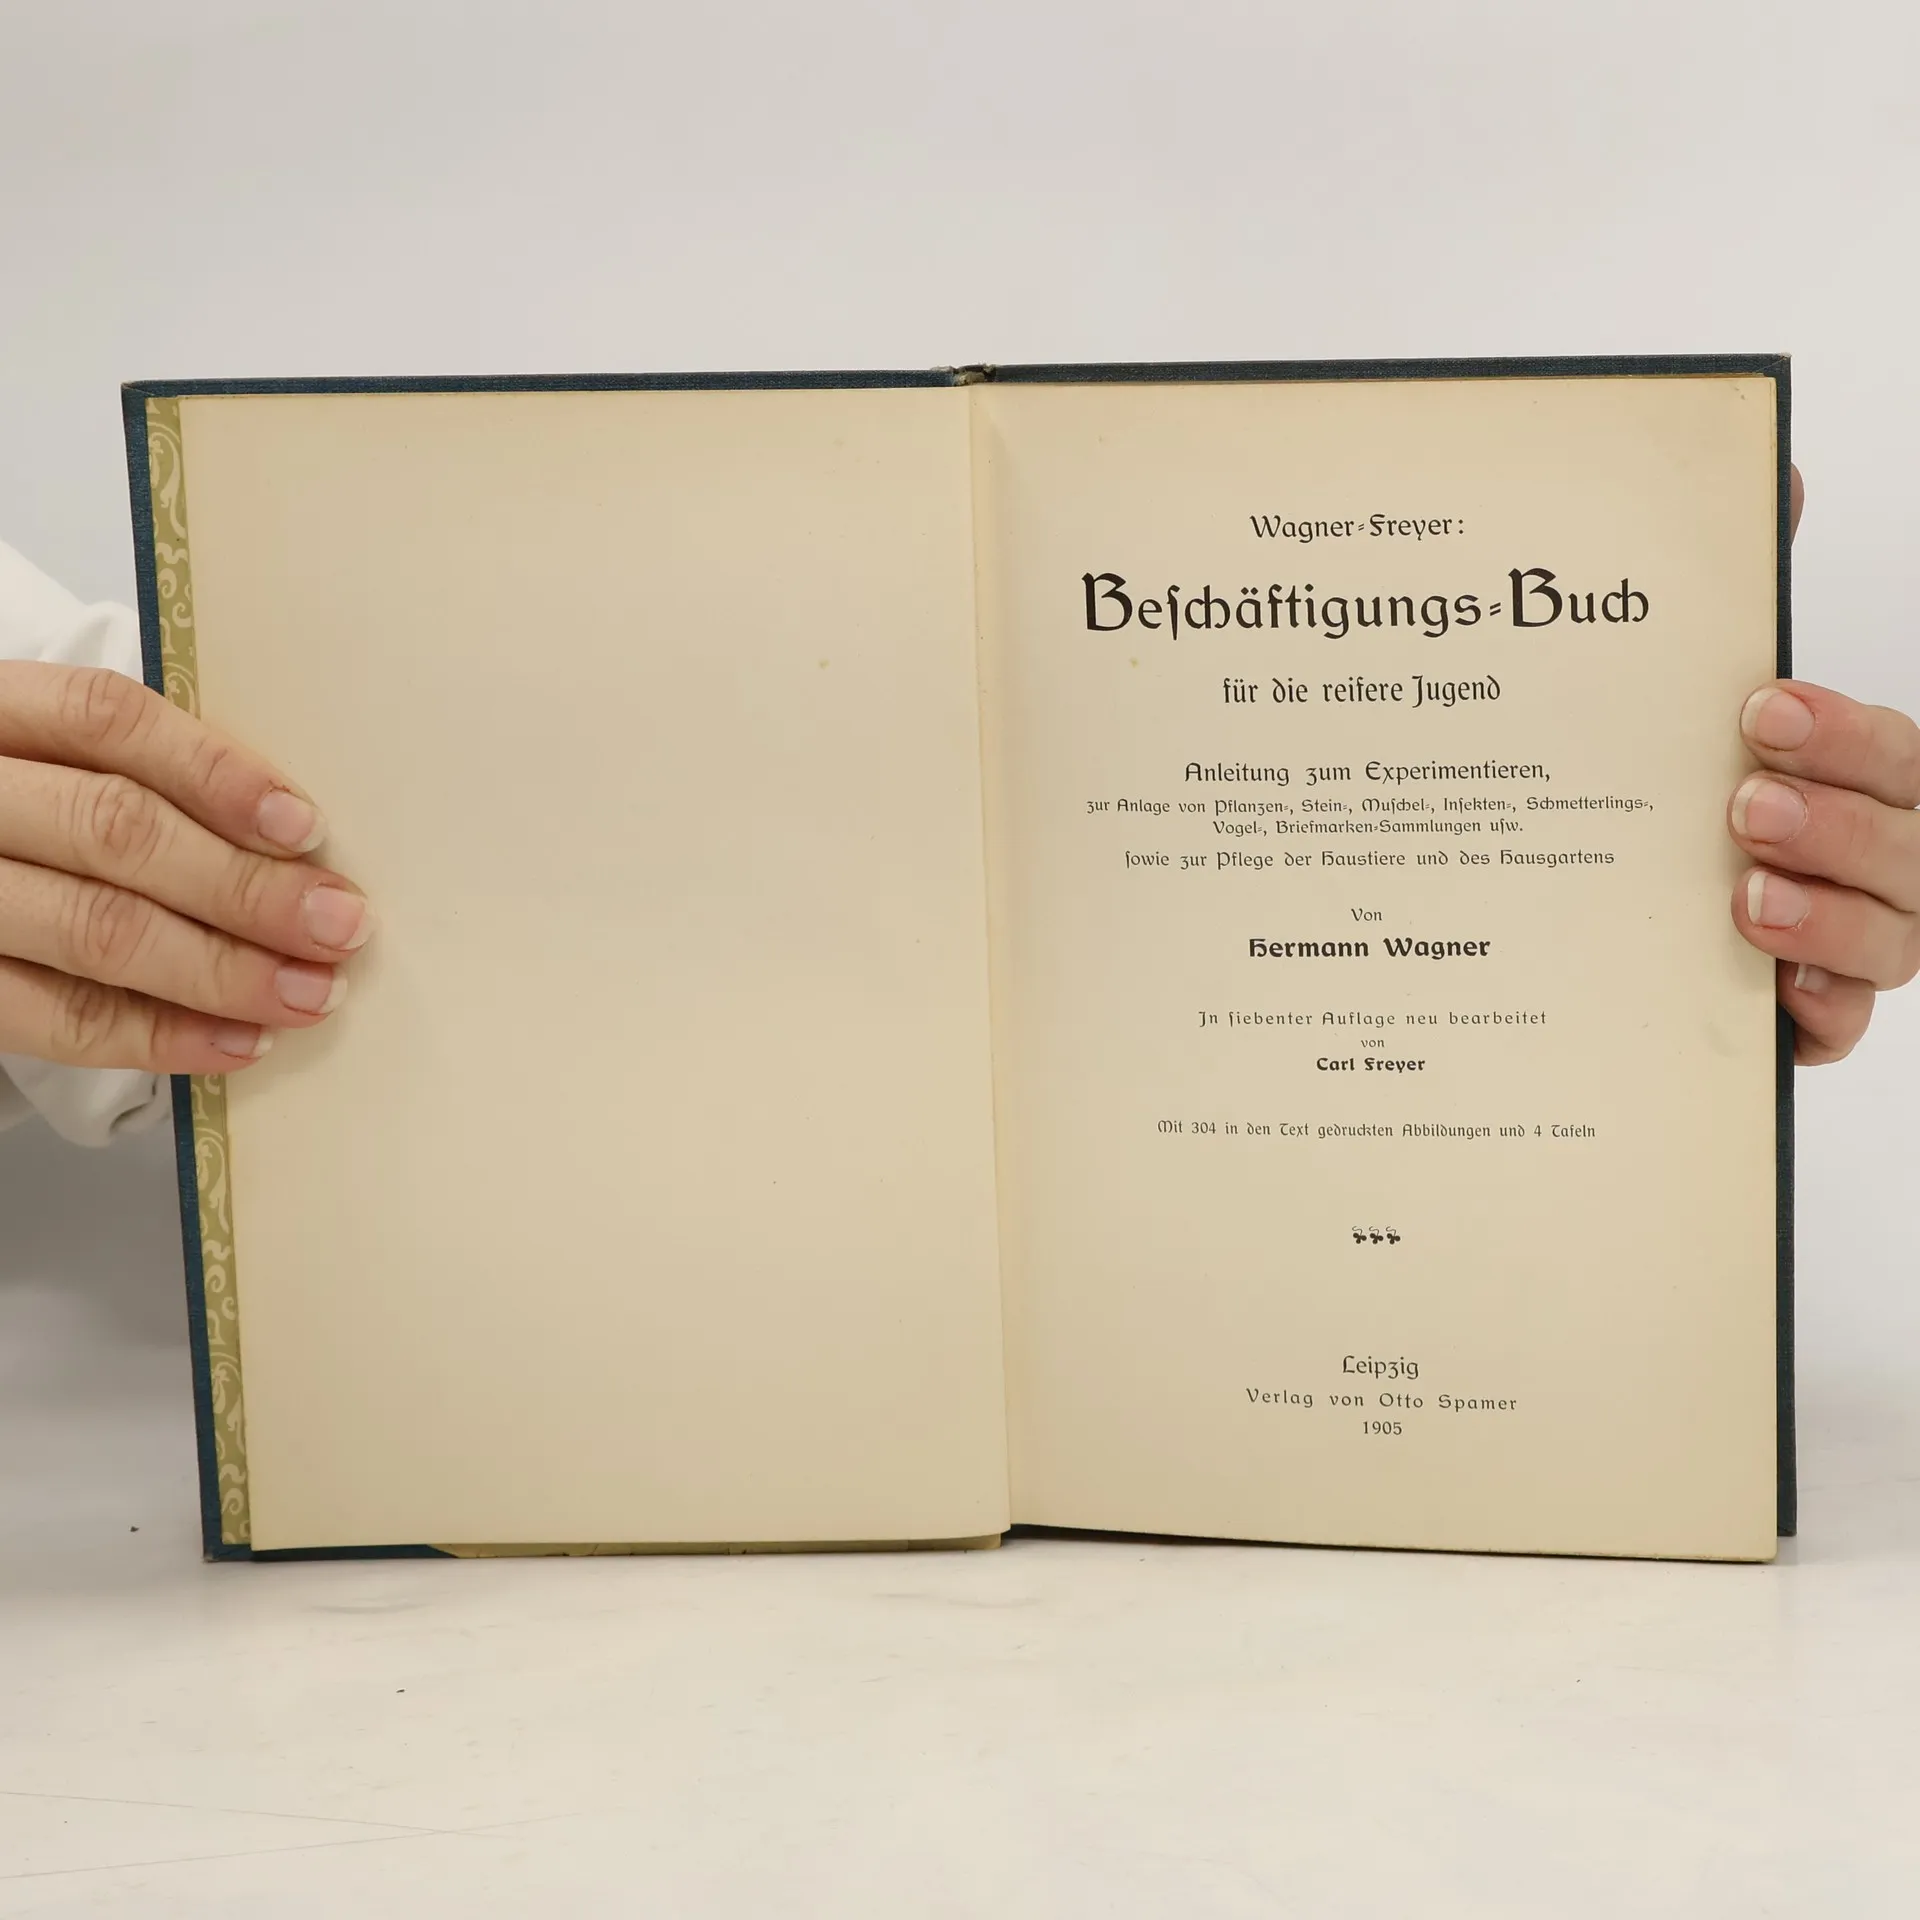 Wagner⸗Freyer:
Beſchäftigungs⸗Buch
für die reifere Jugend
Anleitung zum Experimentieren,
zur Anlage von Pflanzen⸗, Stein⸗, Muſchel⸗, Inſekten⸗, Schmetterlings⸗,
Vogel⸗, Briefmarken⸗Sammlungen uſw.
ſowie zur Pflege der Haustiere und des Hausgartens
Von
Hermann Wagner
In ſiebenter Auflage neu bearbeitet
von
Carl Freyer
Mit 304 in den Text gedruckten Abbildungen und 4 Tafeln
Leipzig
Verlag von Otto Spamer
1905